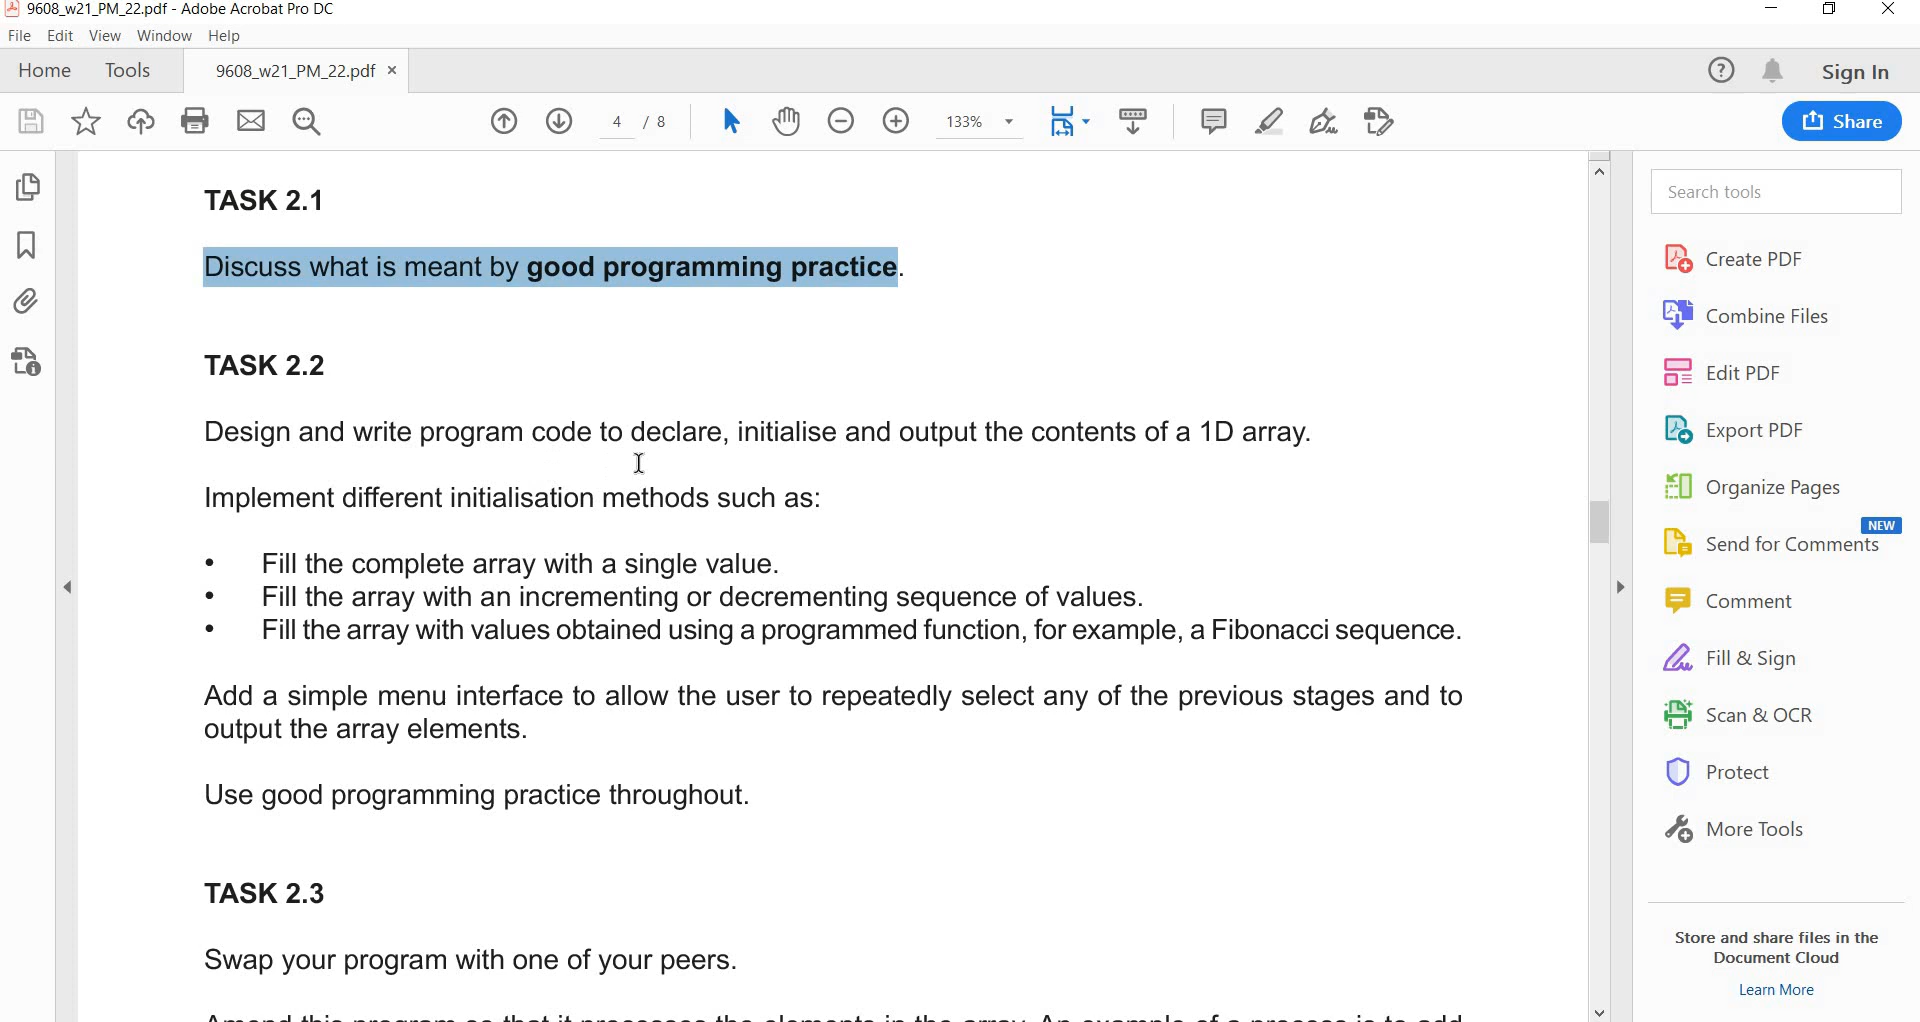 9608_w21_PM_22.pdf - Adobe Acrobat Pro DC
File Edit View Window Help
Home Tools 9608_w21_PM_22.pdf × Sign In
4 / 8 133% Share
TASK 2.1
Discuss what is meant by good programming practice.
TASK 2.2
Design and write program code to declare, initialise and output the contents of a 1D array.
Implement different initialisation methods such as:
• Fill the complete array with a single value.
• Fill the array with an incrementing or decrementing sequence of values.
• Fill the array with values obtained using a programmed function, for example, a Fibonacci sequence.
Add a simple menu interface to allow the user to repeatedly select any of the previous stages and to
output the array elements.
Use good programming practice throughout.
TASK 2.3
Swap your program with one of your peers.
Search tools
Create PDF
Combine Files
Edit PDF
Export PDF
Organize Pages
NEW
Send for Comments
Comment
Fill & Sign
Scan & OCR
Protect
More Tools
Store and share files in the
Document Cloud
Learn More